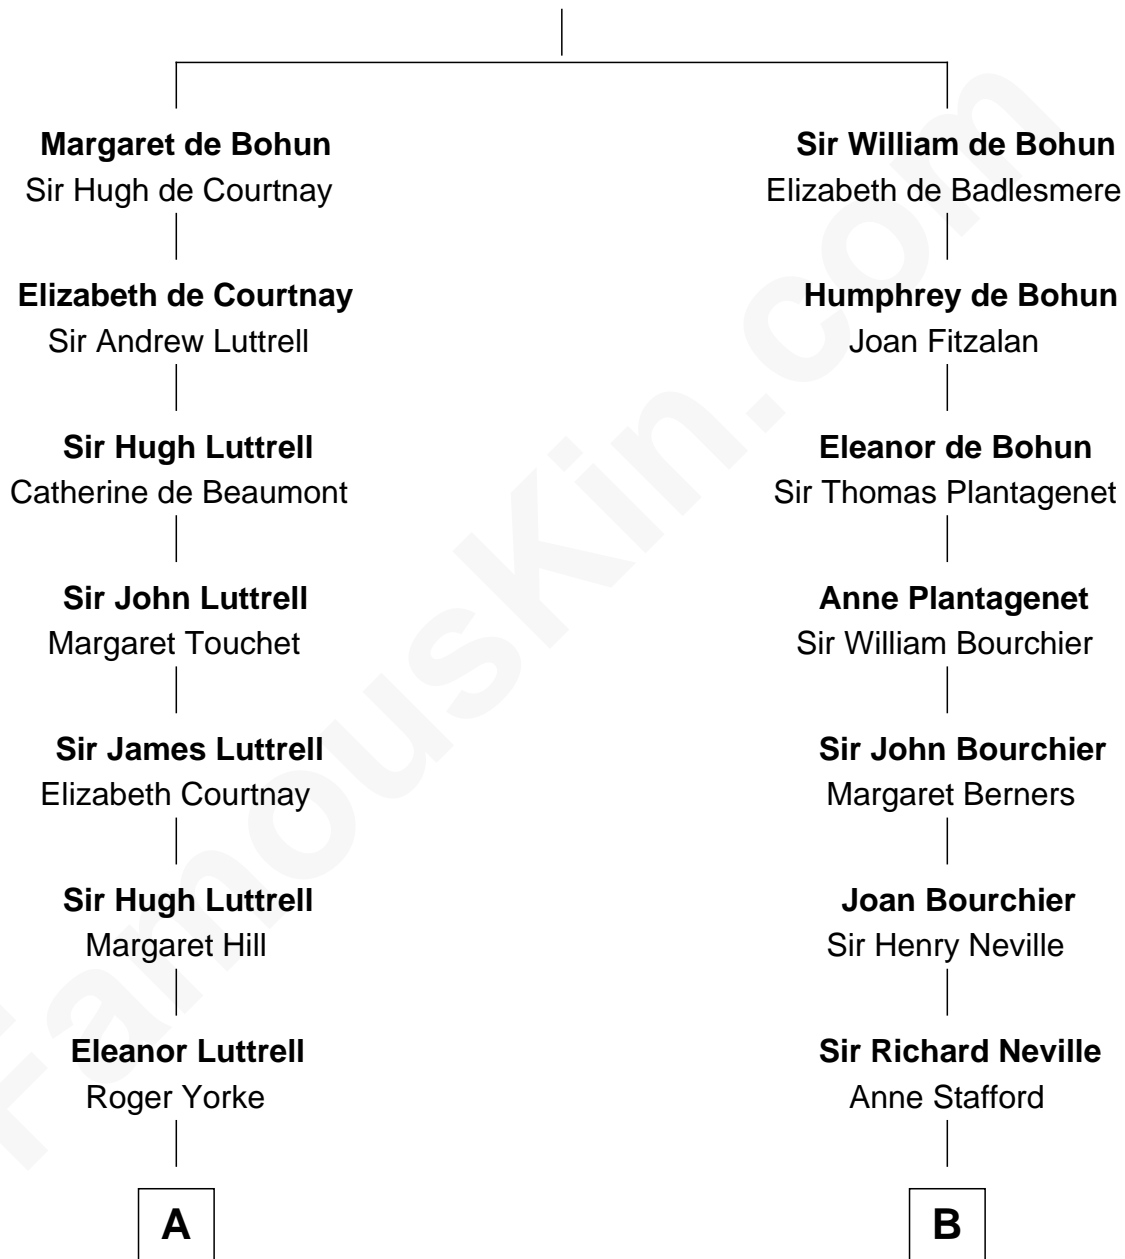 Margaret de Bohun
Sir Hugh de Courtnay
Elizabeth de Courtnay
Sir Andrew Luttrell
Sir Hugh Luttrell
Catherine de Beaumont
Sir John Luttrell
Margaret Touchet
Sir James Luttrell
Elizabeth Courtnay
Sir Hugh Luttrell
Margaret Hill
Eleanor Luttrell
Roger Yorke
A
Sir William de Bohun
Elizabeth de Badlesmere
Humphrey de Bohun
Joan Fitzalan
Eleanor de Bohun
Sir Thomas Plantagenet
Anne Plantagenet
Sir William Bourchier
Sir John Bourchier
Margaret Berners
Joan Bourchier
Sir Henry Neville
Sir Richard Neville
Anne Stafford
B
FamousKin.com